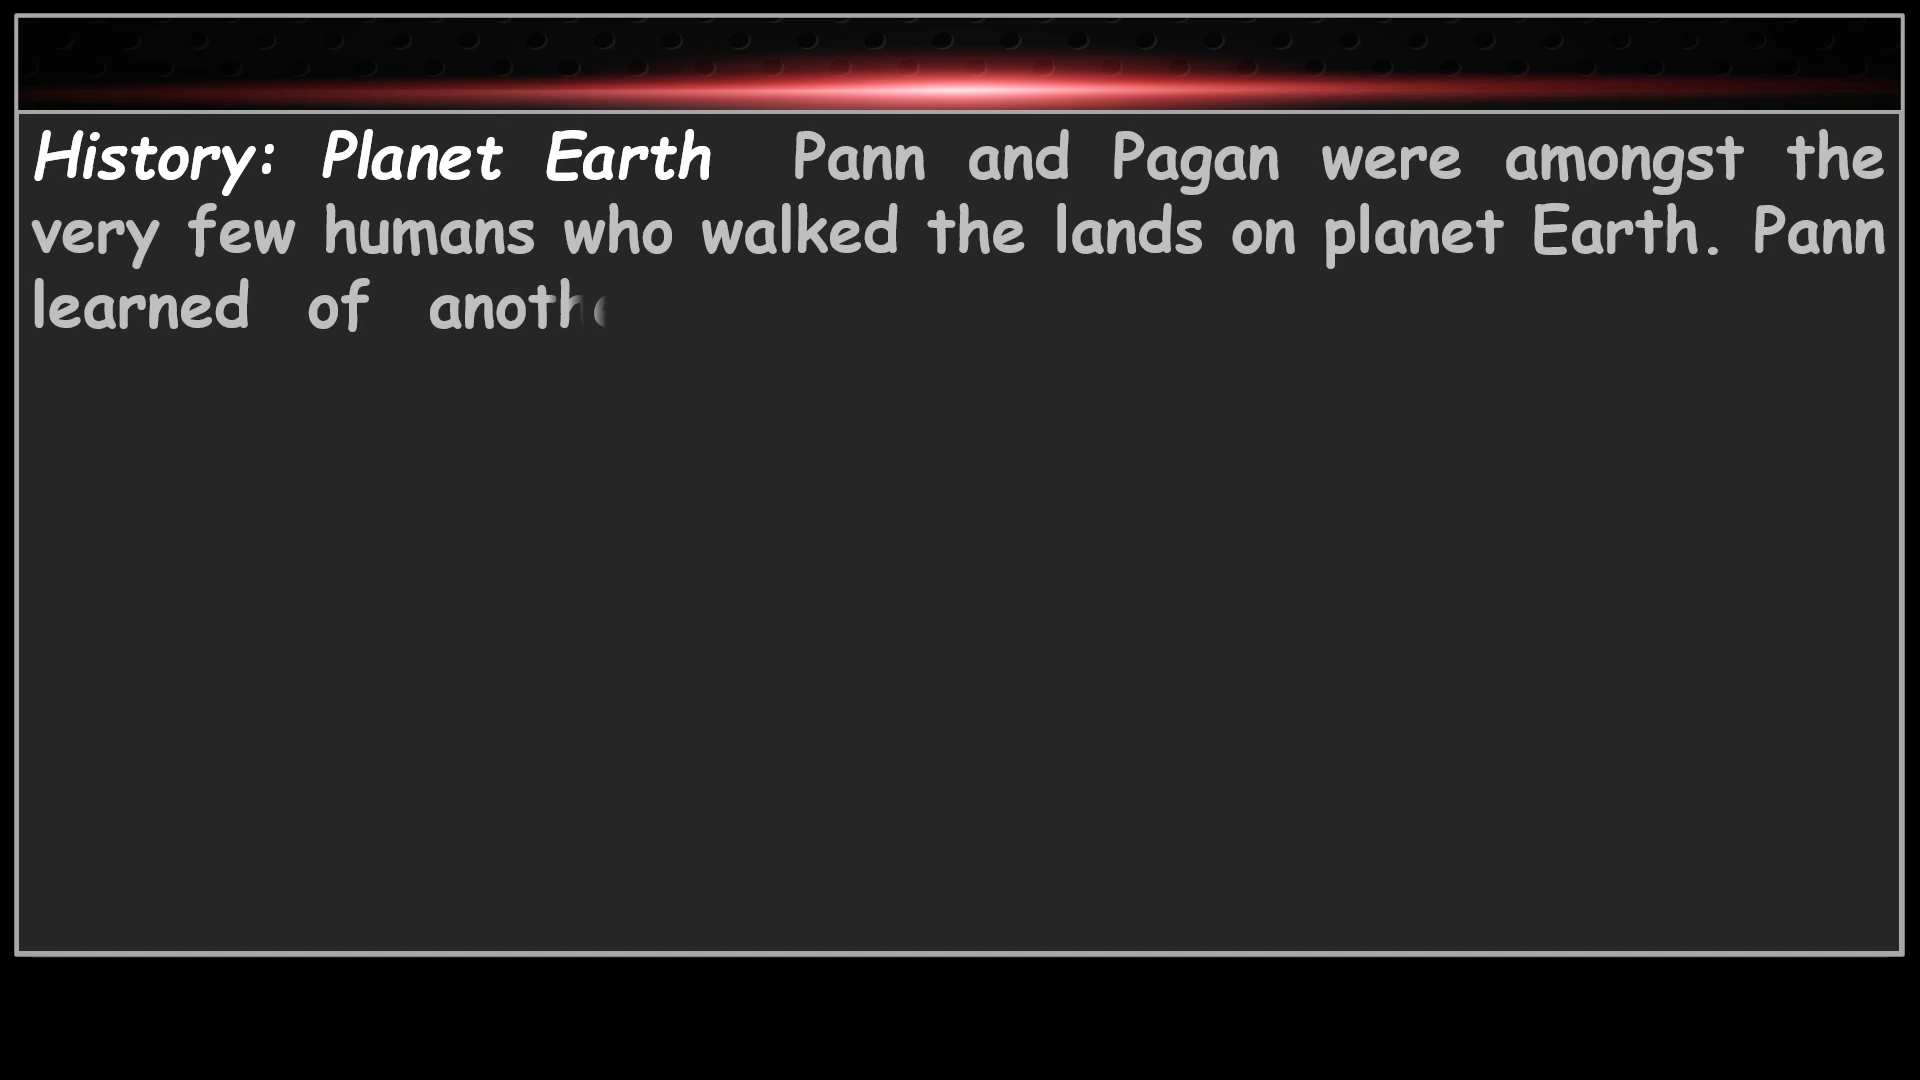 History: Planet Earth Pann and Pagan were amongst the
very few humans who walked the lands on planet Earth. Pann
learned of